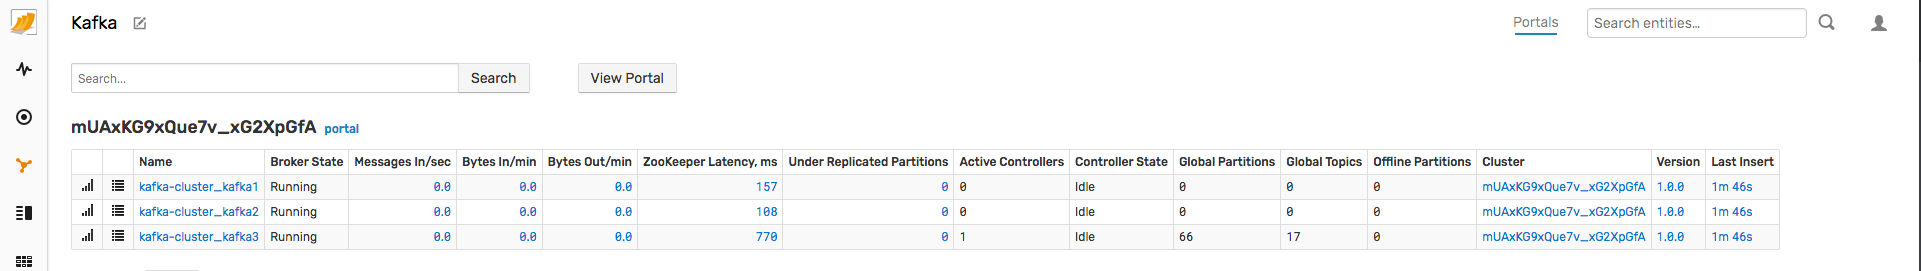 Kafka Portals Search entities...
Search... Search View Portal
mUAxKG9xQue7v_xG2XpGfA portal
Name Broker State Messages In/sec Bytes In/min Bytes Out/min ZooKeeper Latency, ms Under Replicated Partitions Active Controllers Controller State Global Partitions Global Topics Offline Partitions Cluster Version Last Insert
kafka-cluster_kafka1 Running 0.0 0.0 0.0 157 0 0 Idle 0 0 0 mUAxKG9xQue7v_xG2XpGfA 1.0.0 1m 46s
kafka-cluster_kafka2 Running 0.0 0.0 0.0 108 0 0 Idle 0 0 0 mUAxKG9xQue7v_xG2XpGfA 1.0.0 1m 46s
kafka-cluster_kafka3 Running 0.0 0.0 0.0 770 0 1 Idle 66 17 0 mUAxKG9xQue7v_xG2XpGfA 1.0.0 1m 46s